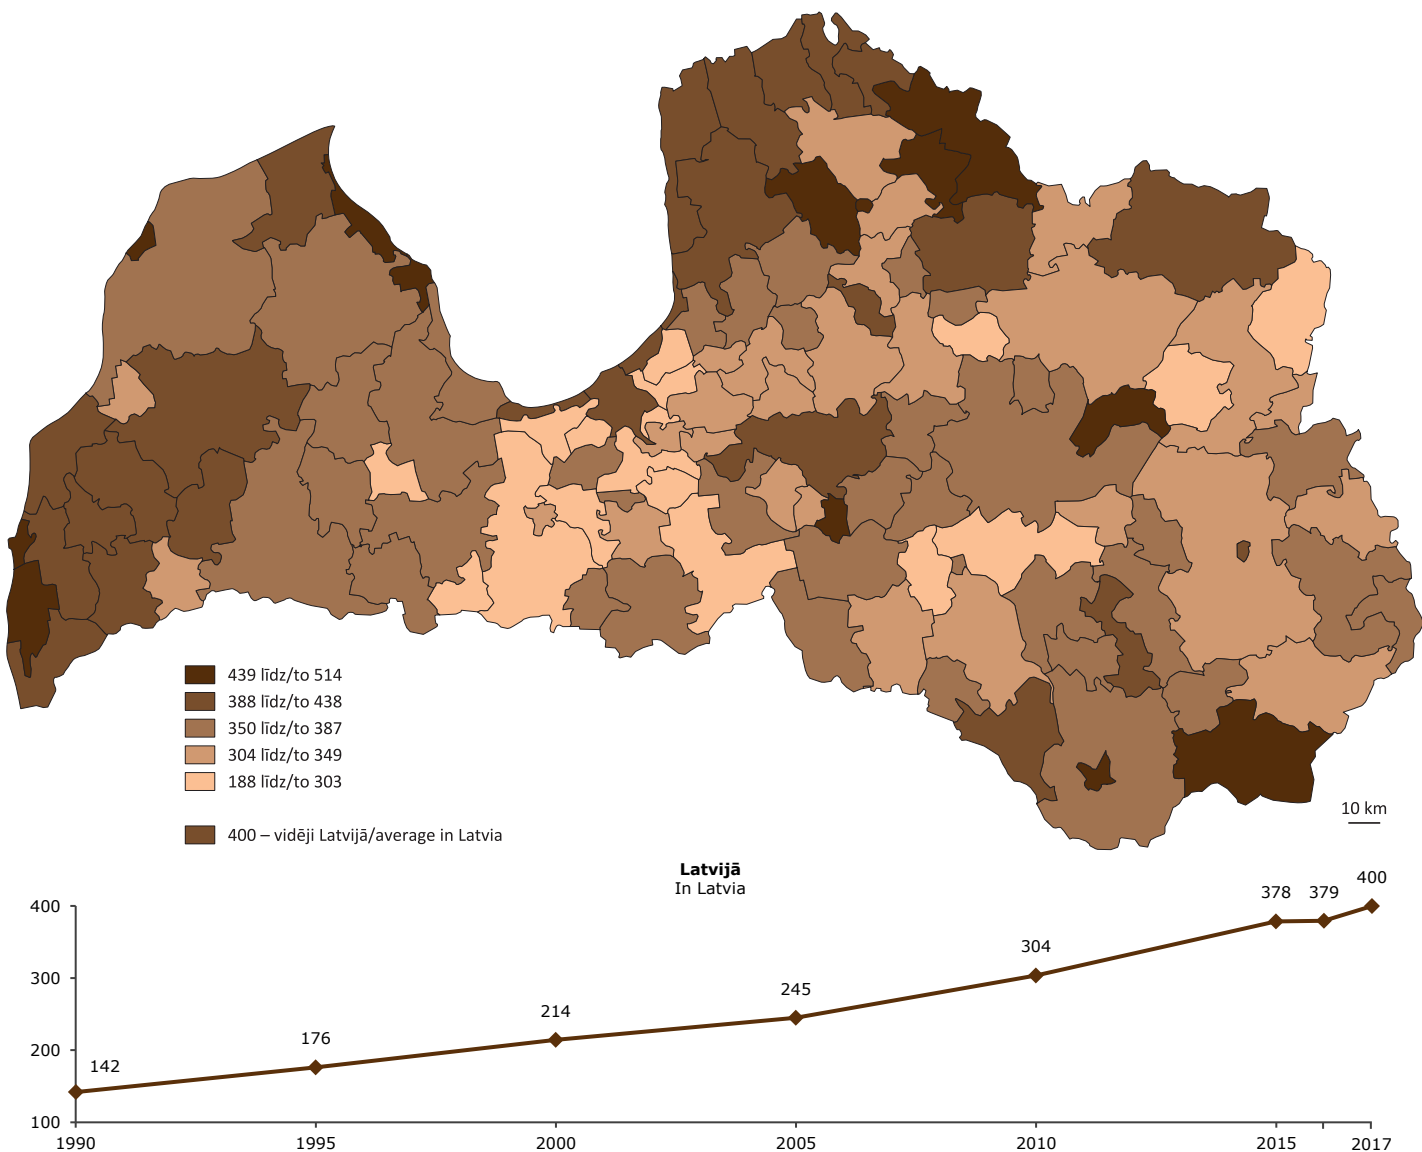 439 līdz/to 514
388 līdz/to 438
350 līdz/to 387
304 līdz/to 349
188 līdz/to 303
400 – vidēji Latvijā/average in Latvia
10 km
Latvijā
In Latvia
400
300
200
100
142
176
214
245
304
378
379
400
1990
1995
2000
2005
2010
2015
2017